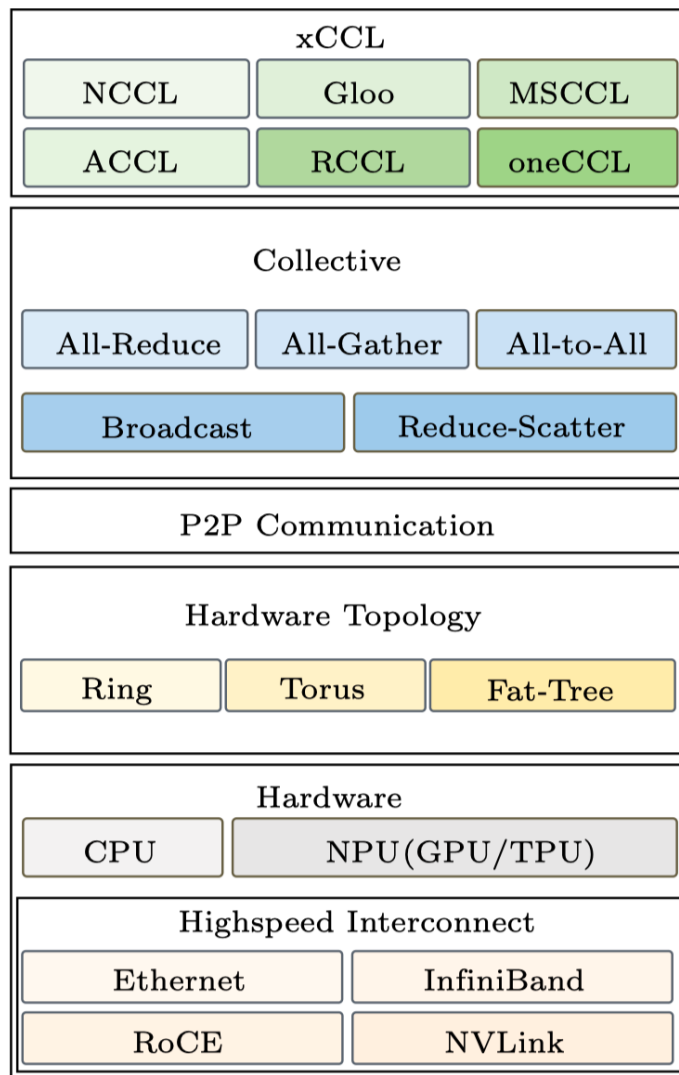 xCCL
NCCL Gloo MSCCL
ACCL RCCL oneCCL
Collective
All-Reduce All-Gather All-to-All
Broadcast Reduce-Scatter
P2P Communication
Hardware Topology
Ring Torus Fat-Tree
Hardware
CPU NPU(GPU/TPU)
Highspeed Interconnect
Ethernet InfiniBand
RoCE NVLink